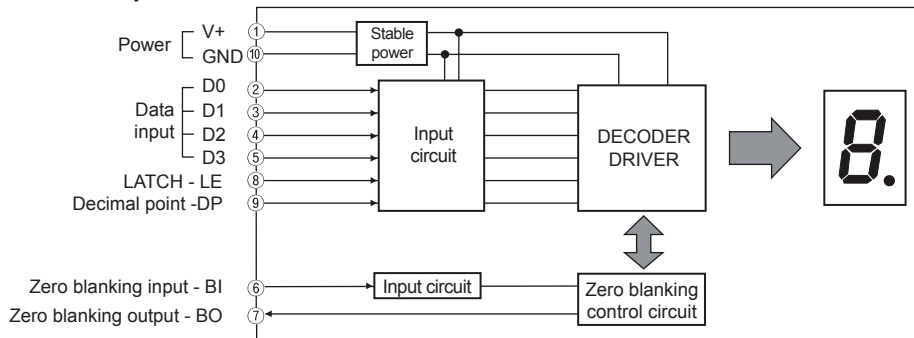 Power
V+
①
GND
⑩
Stable
power
Data
input
D0
②
D1
③
D2
④
D3
⑤
LATCH - LE
⑧
Decimal point -DP
⑨
Input
circuit
DECODER
DRIVER
8.
Zero blanking input - BI
⑥
Input circuit
Zero blanking output - BO
⑦
Zero blanking
control circuit